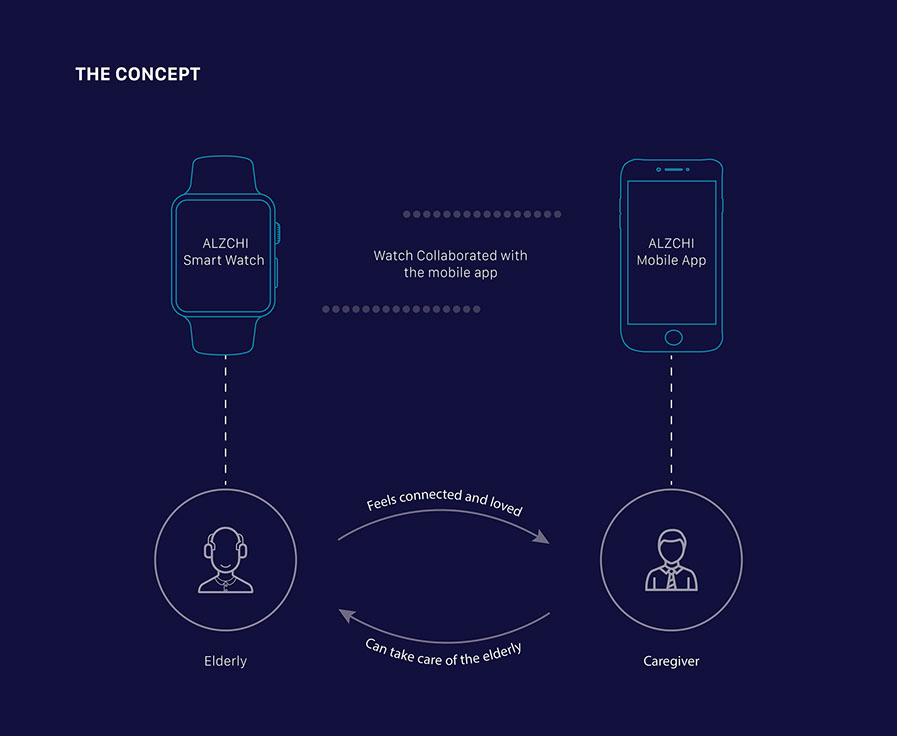 THE CONCEPT
ALZCHI
Smart Watch
Watch Collaborated with
the mobile app
ALZCHI
Mobile App
Feels connected and loved
Can take care of the elderly
Elderly
Caregiver